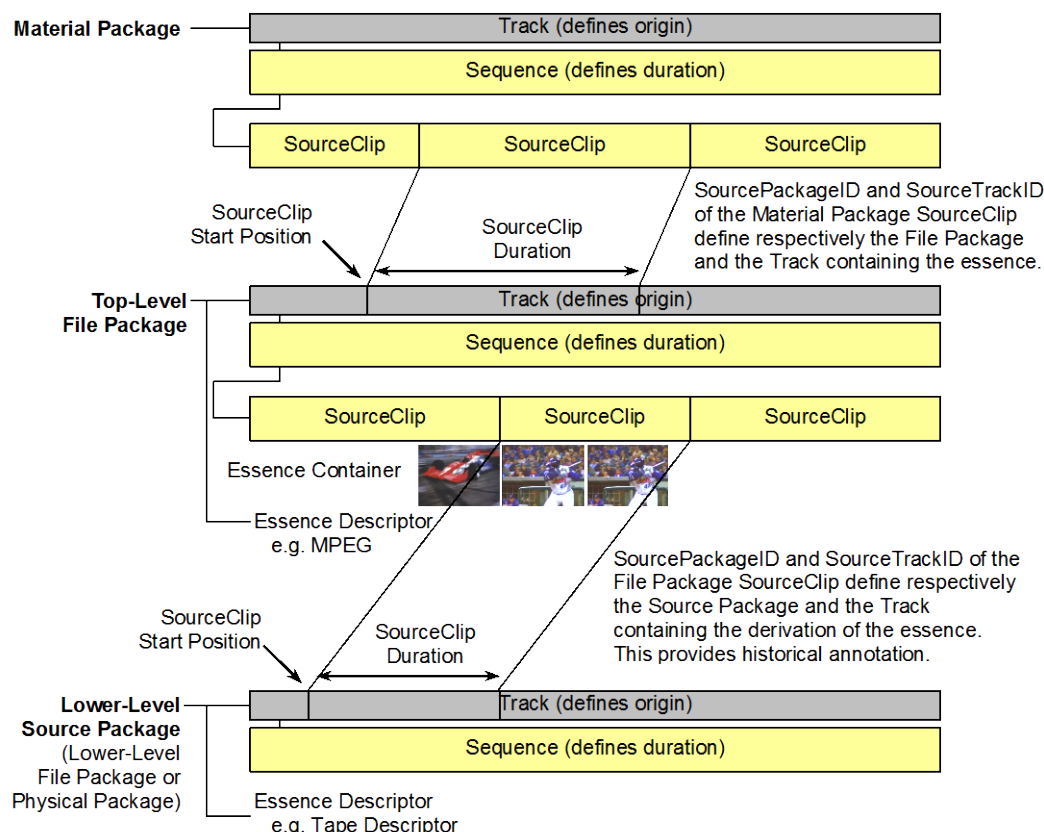 Material Package
Track (defines origin)
Sequence (defines duration)
SourceClip
SourceClip
SourceClip
SourcePackageID and SourceTrackID
of the Material Package SourceClip
define respectively the File Package
and the Track containing the essence.
SourceClip
Start Position
SourceClip
Duration
Top-Level
File Package
Track (defines origin)
Sequence (defines duration)
SourceClip
SourceClip
SourceClip
Essence Container
Essence Descriptor
e.g. MPEG
SourcePackageID and SourceTrackID of the
File Package SourceClip define respectively
the Source Package and the Track
containing the derivation of the essence.
This provides historical annotation.
SourceClip
Start Position
SourceClip
Duration
Lower-Level
Source Package
(Lower-Level
File Package or
Physical Package)
Track (defines origin)
Sequence (defines duration)
Essence Descriptor
e.g. Tape Descriptor